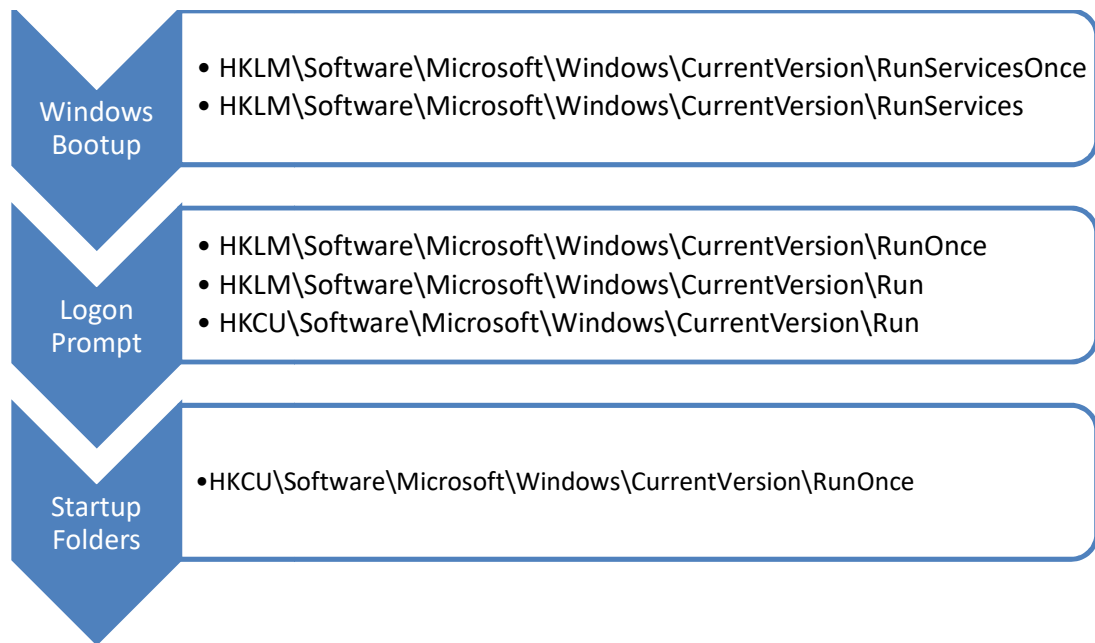 Windows
Bootup
• HKLM\Software\Microsoft\Windows\CurrentVersion\RunServicesOnce
• HKLM\Software\Microsoft\Windows\CurrentVersion\RunServices
Logon
Prompt
• HKLM\Software\Microsoft\Windows\CurrentVersion\RunOnce
• HKLM\Software\Microsoft\Windows\CurrentVersion\Run
• HKCU\Software\Microsoft\Windows\CurrentVersion\Run
Startup
Folders
•HKCU\Software\Microsoft\Windows\CurrentVersion\RunOnce